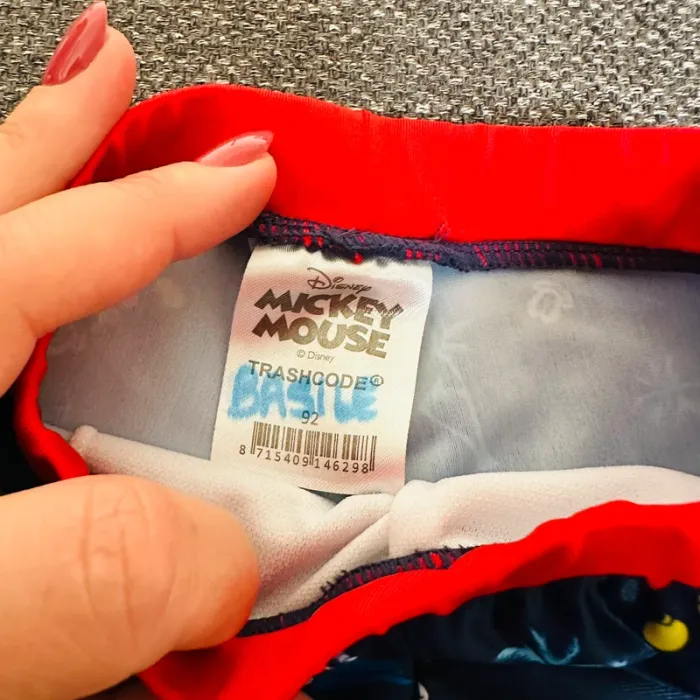 Disney
MICKEY
MOUSE
© Disney
TRASHCODE®
BASILE
92
8 715409 146298